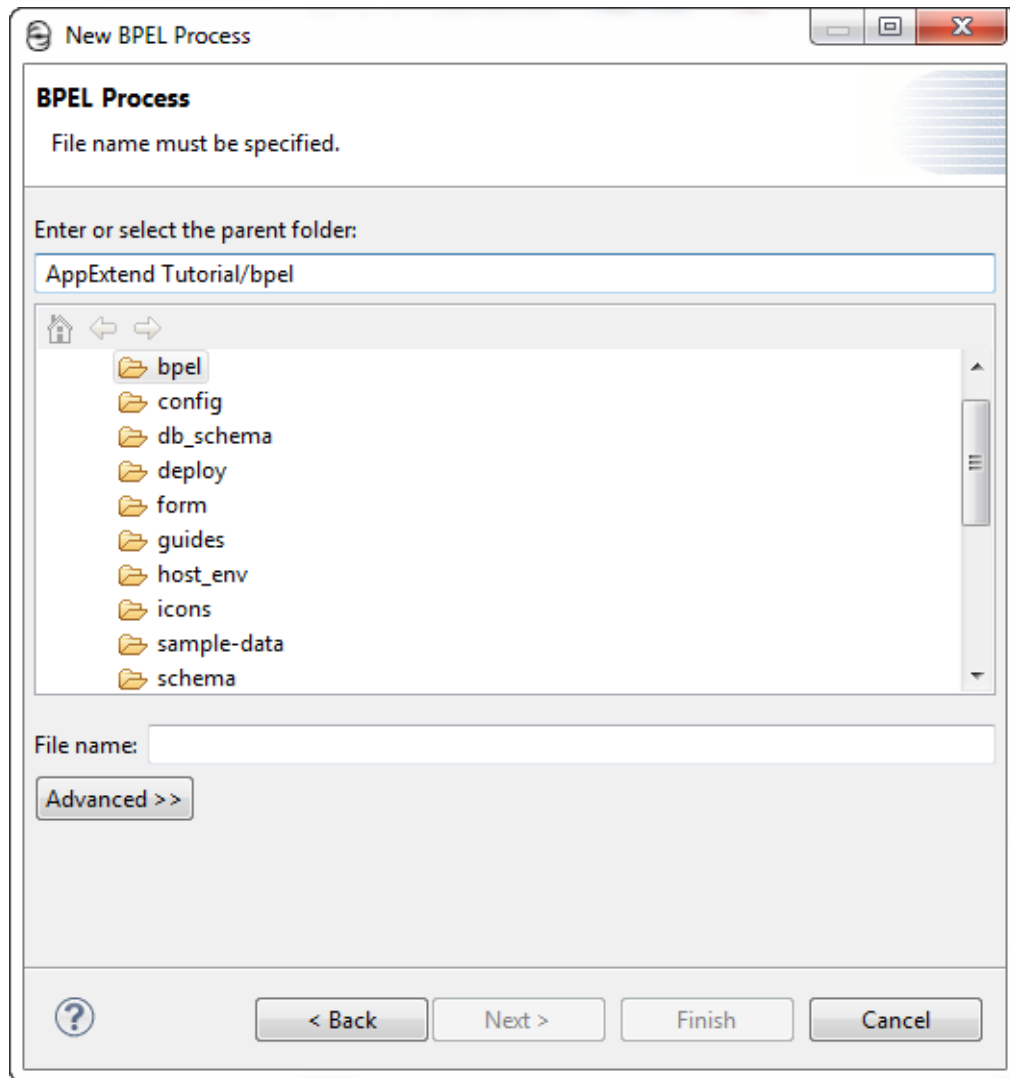 New BPEL Process
BPEL Process
File name must be specified.
Enter or select the parent folder:
AppExtend Tutorial/bpel
bpel
config
db_schema
deploy
form
guides
host_env
icons
sample-data
schema
File name:
Advanced >>
? < Back Next > Finish Cancel